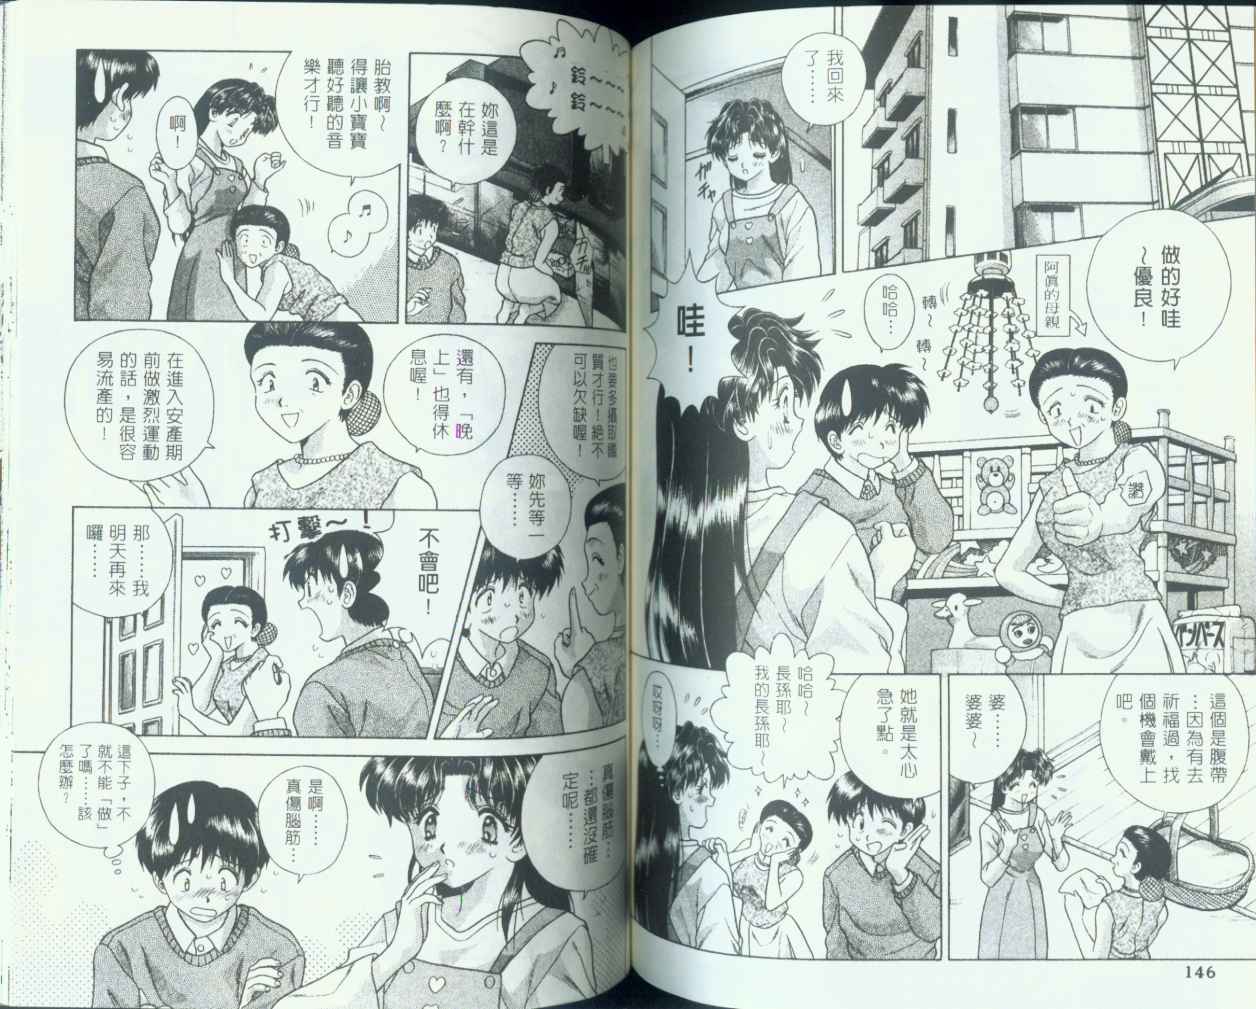 我回來
了……
ガ
チャ
做的好哇
～優良！
阿真的母親
轉～轉
哈哈…
哇！
讚
這個是腹帶
…因為有去
祈福過，找
個機會戴上
吧。
婆……
婆婆～
她就是太心
急了點。
哈哈～
長孫耶～
我的長孫耶～
哎呀呀…
146
鈴～～～
鈴～～～
妳這是
在幹什
麼啊？
胎教啊～
得讓小寶寶
聽好聽的音
樂才行！
啊！
也要多攝取鐵
質才行！絕不
可以欠缺喔！
還有，「晚
上」也得休
息喔！
在進入安產期
前做激烈運動
的話，是很容
易流產的！
妳先等一
等……
不會吧！
打擊～！
那……我
明天再來
囉……
真傷腦筋…
…都還沒確
定呢……
是啊……
真傷腦筋…
這下子，不
就不能「做」
了嗎……該
怎麼辦？